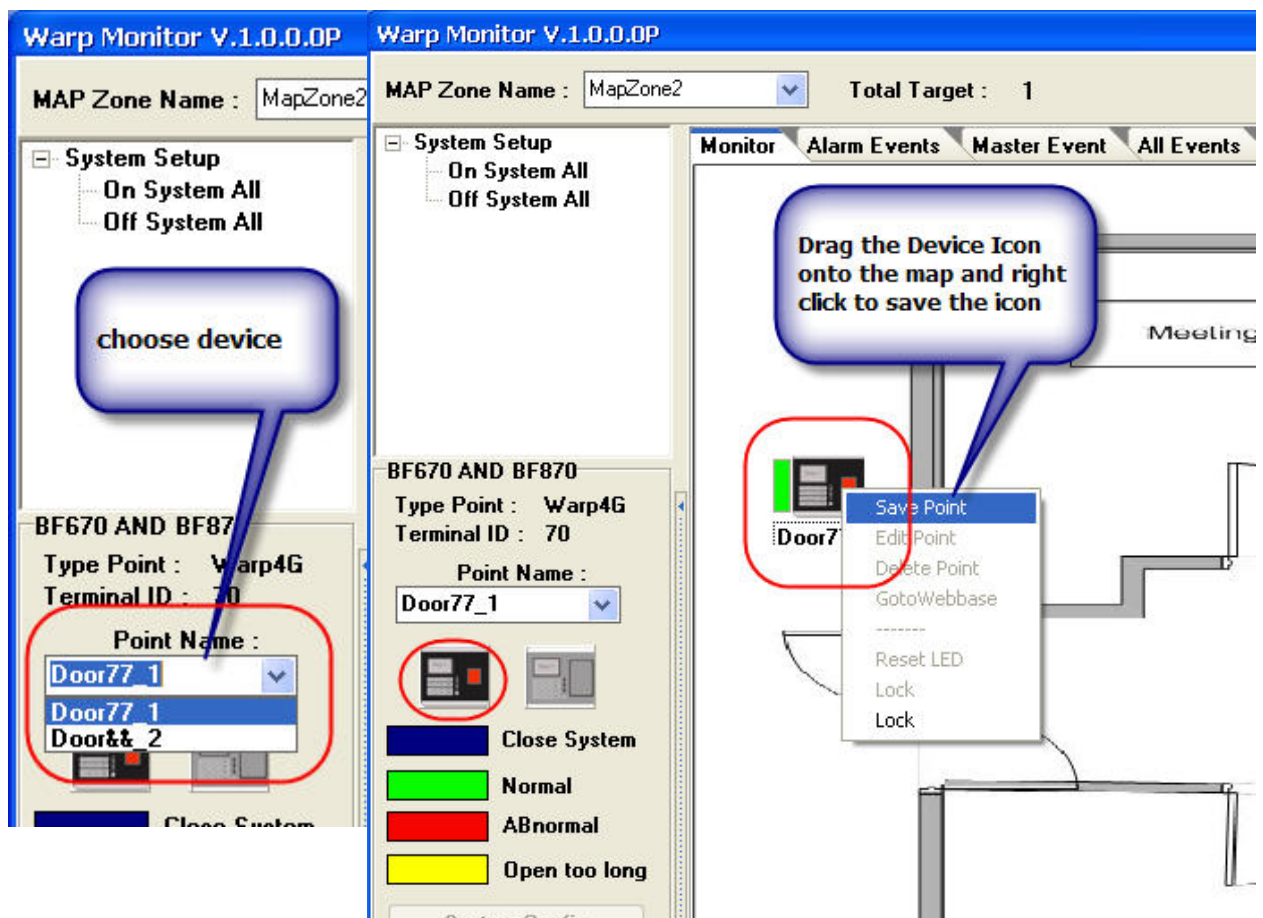 Warp Monitor V.1.0.0.0P
MAP Zone Name : MapZone2
System Setup
On System All
Off System All
choose device
BF670 AND BF87
Type Point : Warp4G
Terminal ID : 70
Point Name :
Door77_1
Door77_1
Door&&_2
Close System
Warp Monitor V.1.0.0.0P
MAP Zone Name : MapZone2 Total Target : 1
System Setup
On System All
Off System All
Monitor Alarm Events Master Event All Events
Drag the Device Icon
onto the map and right
click to save the icon
Meeting
BF670 AND BF870
Type Point : Warp4G
Terminal ID : 70
Point Name :
Door77_1
Close System
Normal
ABnormal
Open too long
Door7
Save Point
Edit Point
Delete Point
GotoWebbase
-------
Reset LED
Lock
Lock